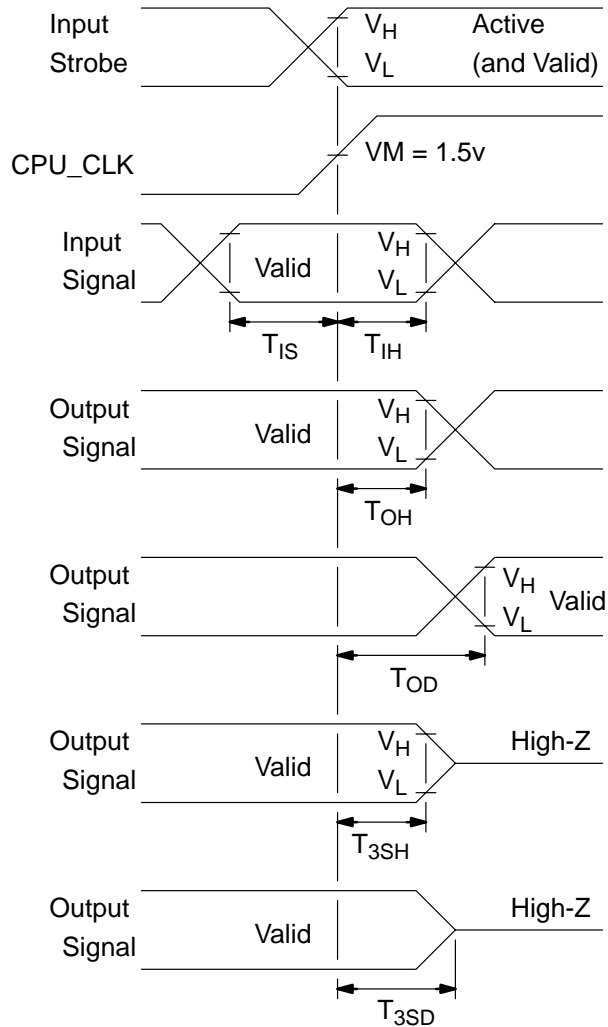 Input
Strobe
V_H
V_L
Active
(and Valid)
CPU_CLK
VM = 1.5v
Input
Signal
Valid
V_H
V_L
T_IS
T_IH
Output
Signal
Valid
V_H
V_L
T_OH
Output
Signal
V_H
V_L
Valid
T_OD
Output
Signal
Valid
V_H
V_L
High-Z
T_3SH
Output
Signal
Valid
High-Z
T_3SD